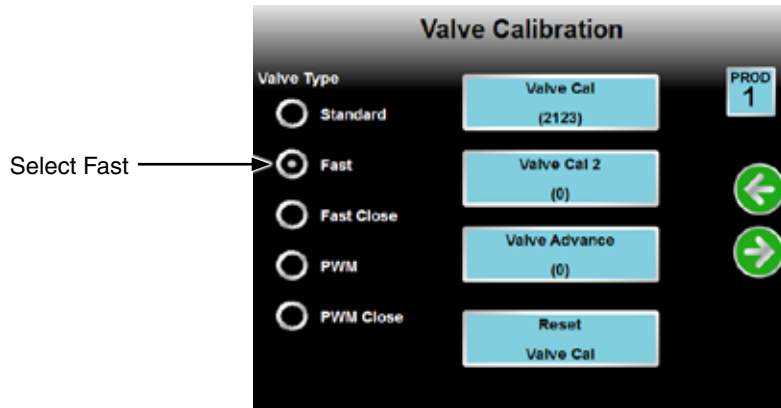 Valve Calibration
Valve Type
Standard
Select Fast
Fast
Fast Close
PWM
PWM Close
Valve Cal
(2123)
Valve Cal 2
(0)
Valve Advance
(0)
Reset
Valve Cal
PROD
1